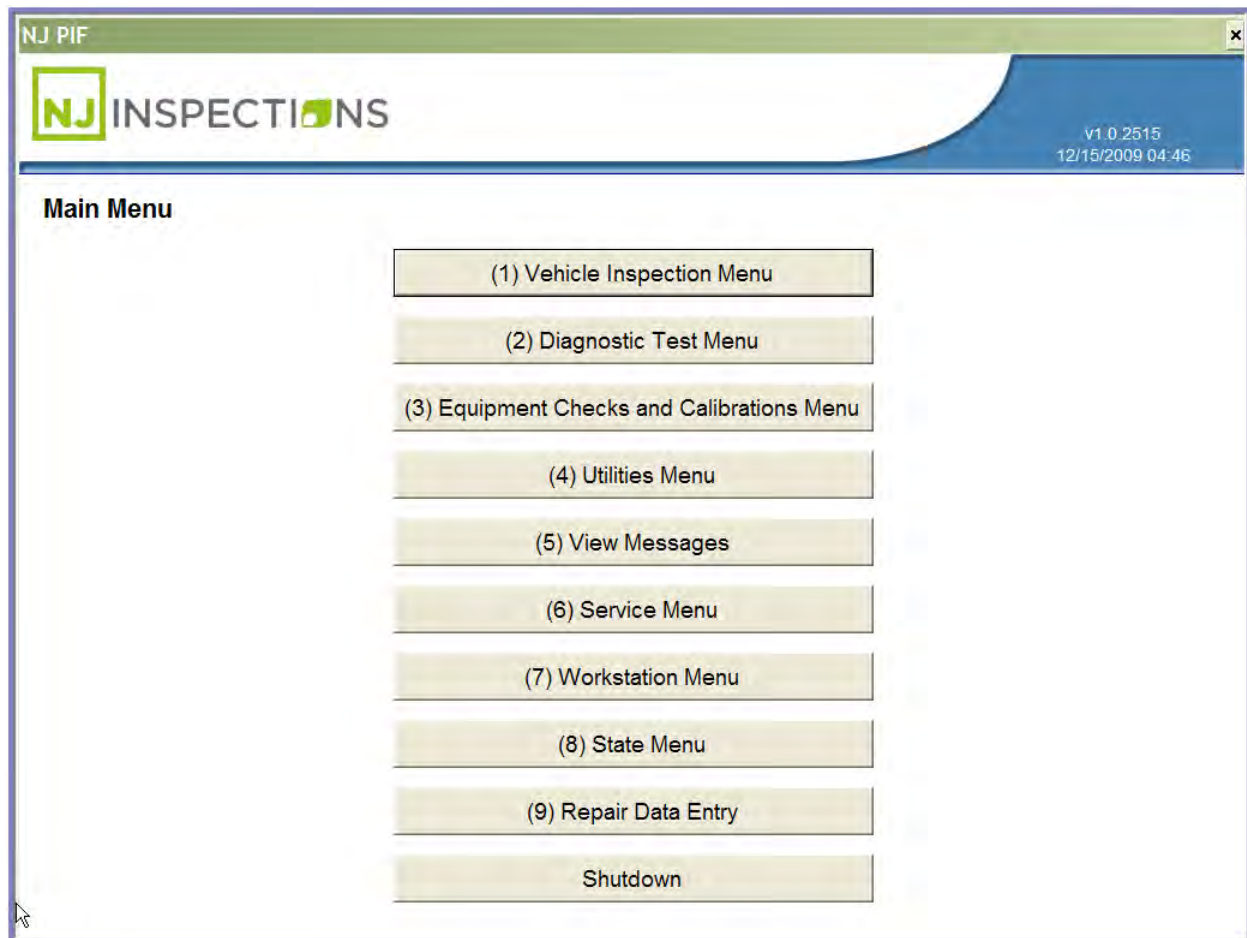 NJ PIF
NJ INSPECTIONS
v1.0.2515
12/15/2009 04:46
Main Menu
(1) Vehicle Inspection Menu
(2) Diagnostic Test Menu
(3) Equipment Checks and Calibrations Menu
(4) Utilities Menu
(5) View Messages
(6) Service Menu
(7) Workstation Menu
(8) State Menu
(9) Repair Data Entry
Shutdown